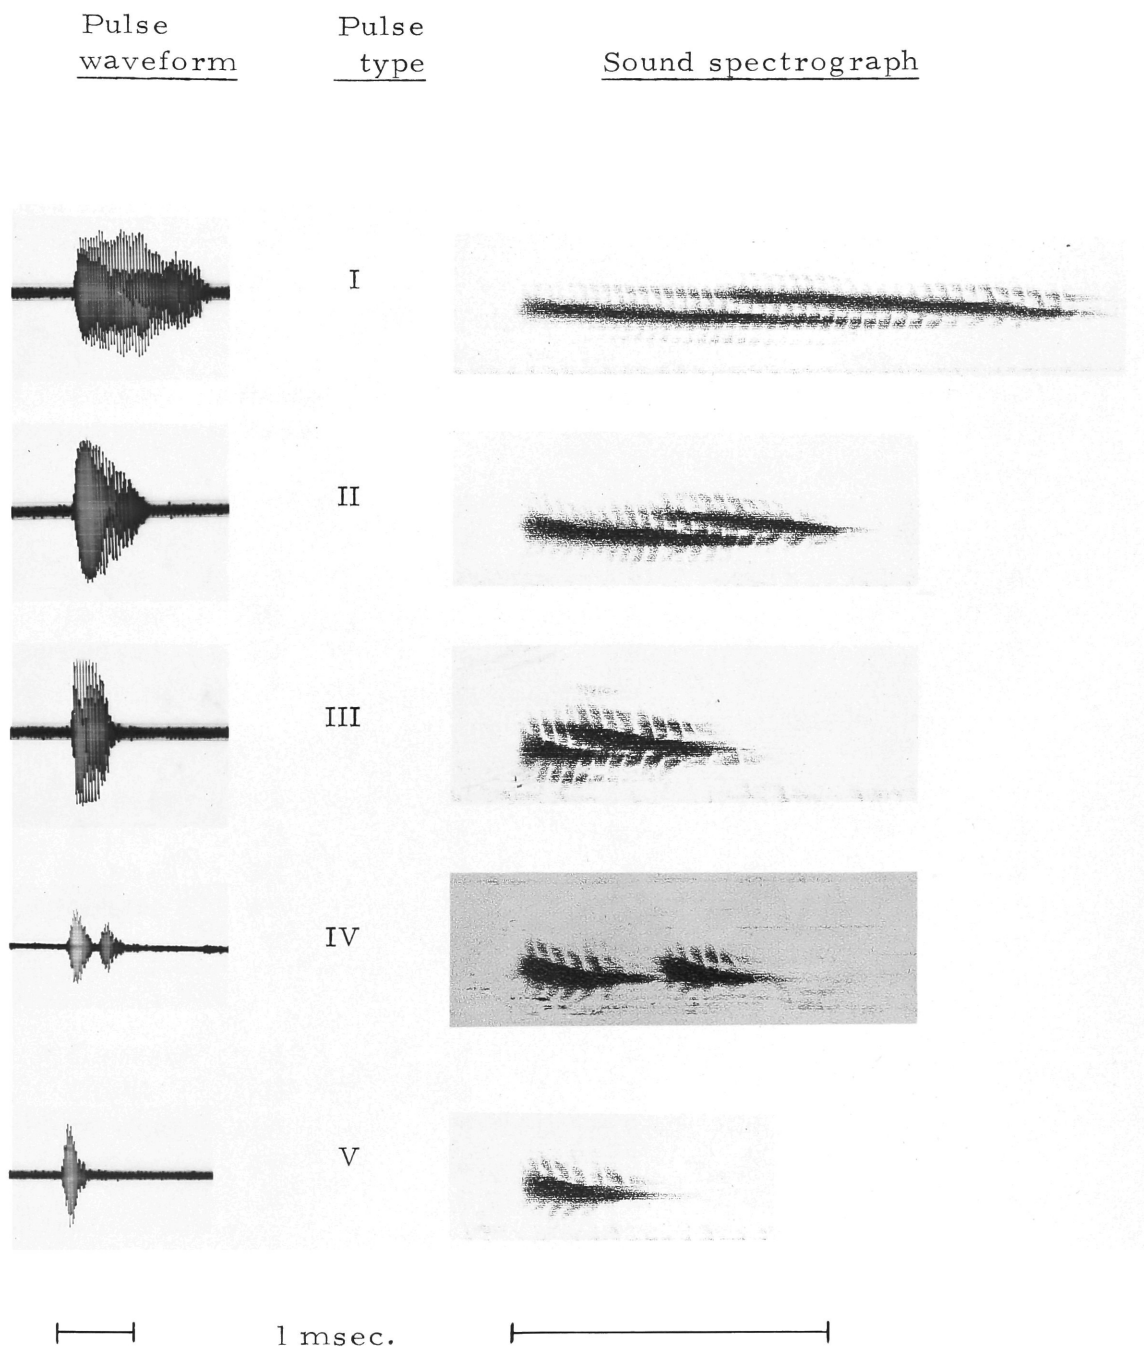 Pulse
waveform
Pulse
type
Sound spectrograph
I
II
III
IV
V
1 msec.